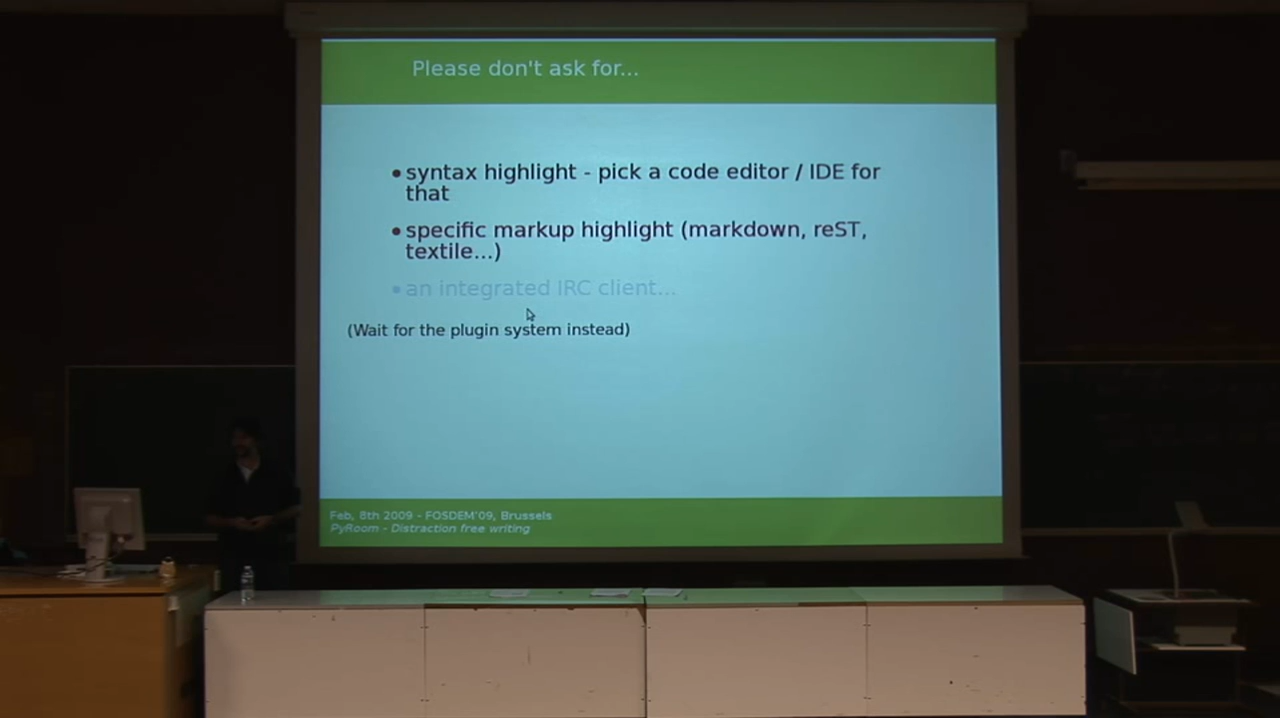 Please don't ask for...
•syntax highlight - pick a code editor / IDE for
that
•specific markup highlight (markdown, reST,
textile...)
•an integrated IRC client...
(Wait for the plugin system instead)
Feb, 8th 2009 - FOSDEM'09, Brussels
PyRoom - Distraction free writing